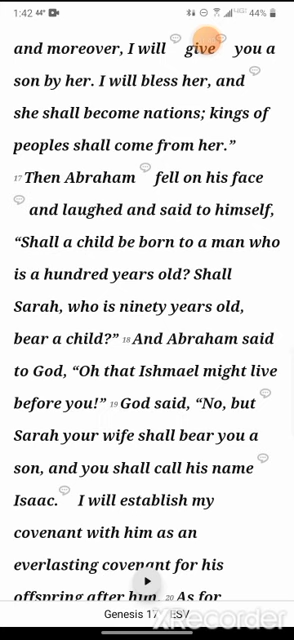 1:42 44°
44%
and moreover, I will give you a
son by her. I will bless her, and
she shall become nations; kings of
peoples shall come from her.”
17 Then Abraham fell on his face
and laughed and said to himself,
“Shall a child be born to a man who
is a hundred years old? Shall
Sarah, who is ninety years old,
bear a child?” 18 And Abraham said
to God, “Oh that Ishmael might live
before you!” 19 God said, “No, but
Sarah your wife shall bear you a
son, and you shall call his name
Isaac. I will establish my
covenant with him as an
everlasting covenant for his
offspring after him. 20 As for
Genesis 17 ESV
XRecorder